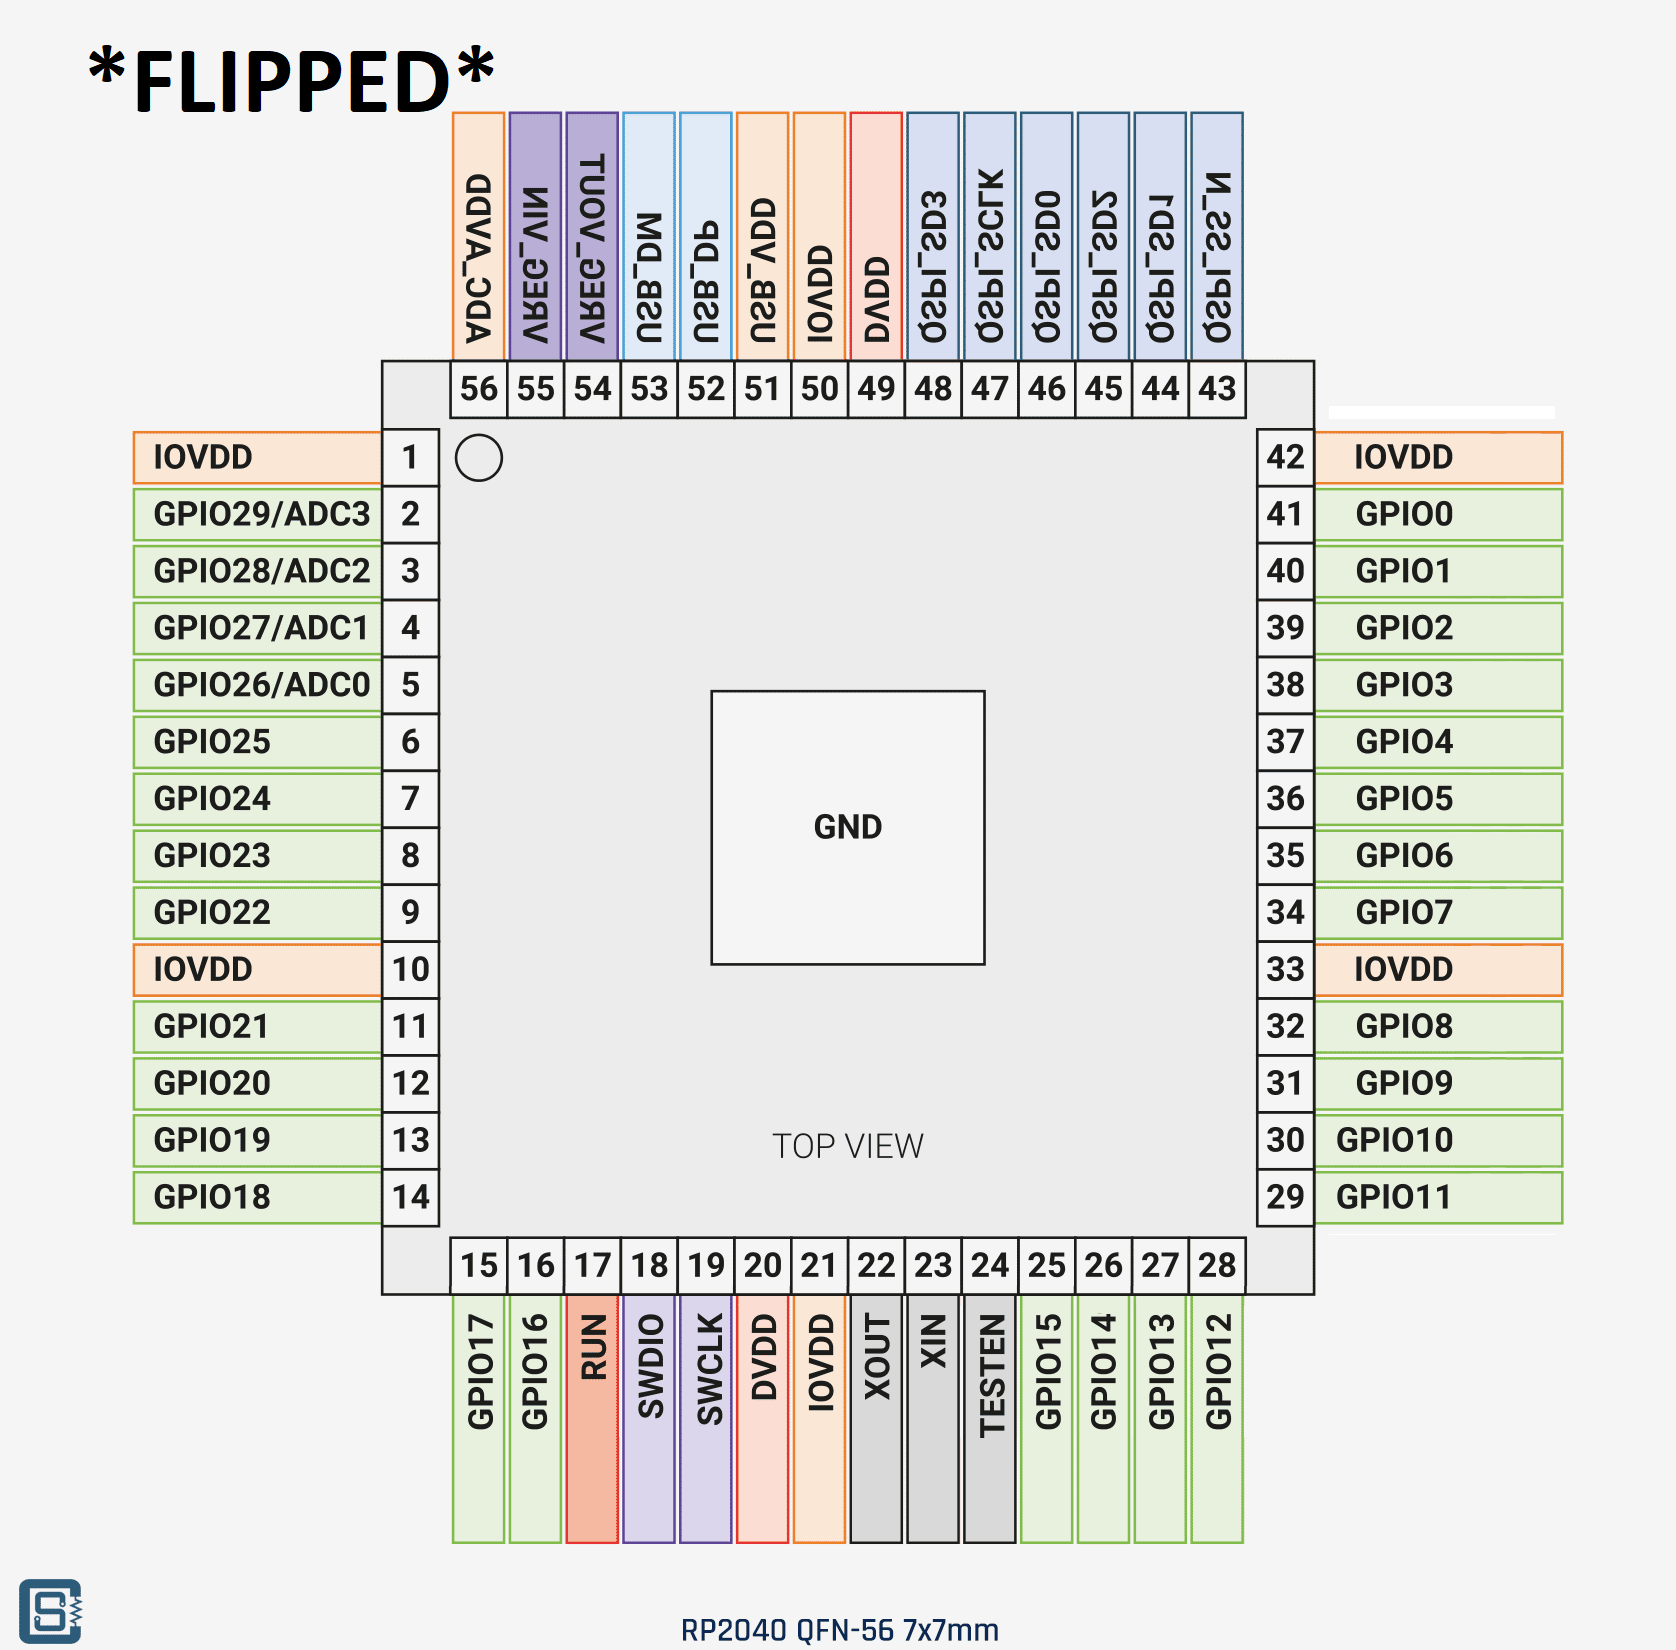 *FLIPPED*
ADC_AVDD
VREG_VIN
VREG_VOUT
USB_DM
USB_DP
USB_VDD
IOVDD
DVDD
QSPI_SD3
QSPI_SCLK
QSPI_SD0
QSPI_SD2
QSPI_SD1
QSPI_SS_N
56 55 54 53 52 51 50 49 48 47 46 45 44 43
IOVDD 1 42 IOVDD
GPIO29/ADC3 2 41 GPIO0
GPIO28/ADC2 3 40 GPIO1
GPIO27/ADC1 4 39 GPIO2
GPIO26/ADC0 5 38 GPIO3
GPIO25 6 37 GPIO4
GPIO24 7 36 GPIO5
GND
GPIO23 8 35 GPIO6
GPIO22 9 34 GPIO7
IOVDD 10 33 IOVDD
GPIO21 11 32 GPIO8
GPIO20 12 31 GPIO9
GPIO19 13 30 GPIO10
TOP VIEW
GPIO18 14 29 GPIO11
15 16 17 18 19 20 21 22 23 24 25 26 27 28
GPIO17
GPIO16
RUN
SWDIO
SWCLK
DVDD
IOVDD
XOUT
XIN
TESTEN
GPIO15
GPIO14
GPIO13
GPIO12
RP2040 QFN-56 7x7mm